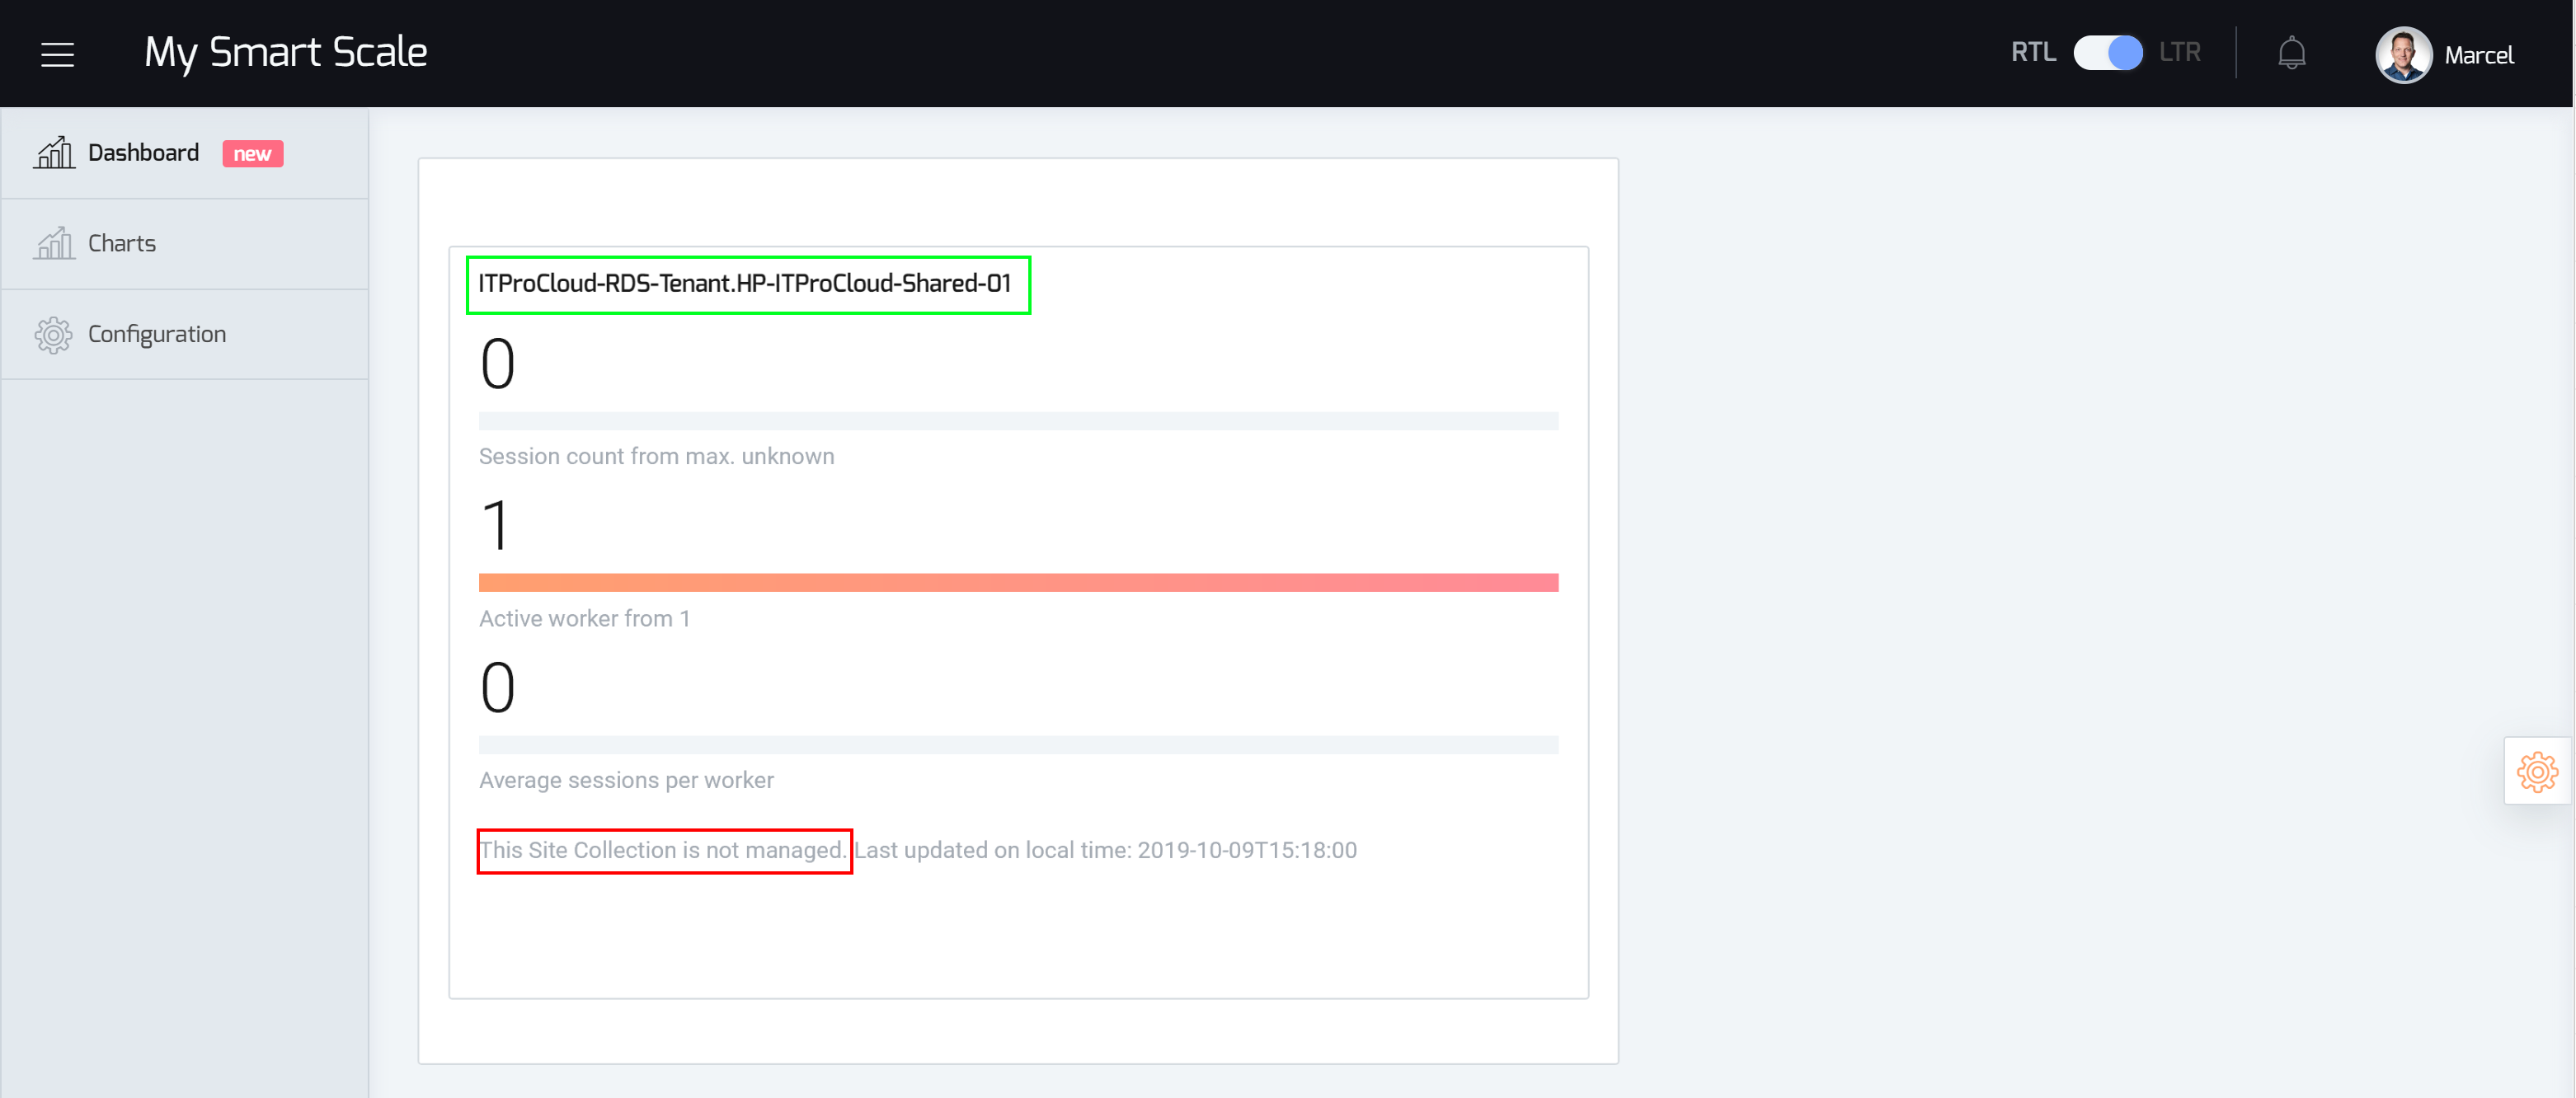 My Smart Scale
RTL LTR
Marcel
Dashboard new
Charts
Configuration
ITProCloud-RDS-Tenant.HP-ITProCloud-Shared-01
0
Session count from max. unknown
1
Active worker from 1
0
Average sessions per worker
This Site Collection is not managed. Last updated on local time: 2019-10-09T15:18:00